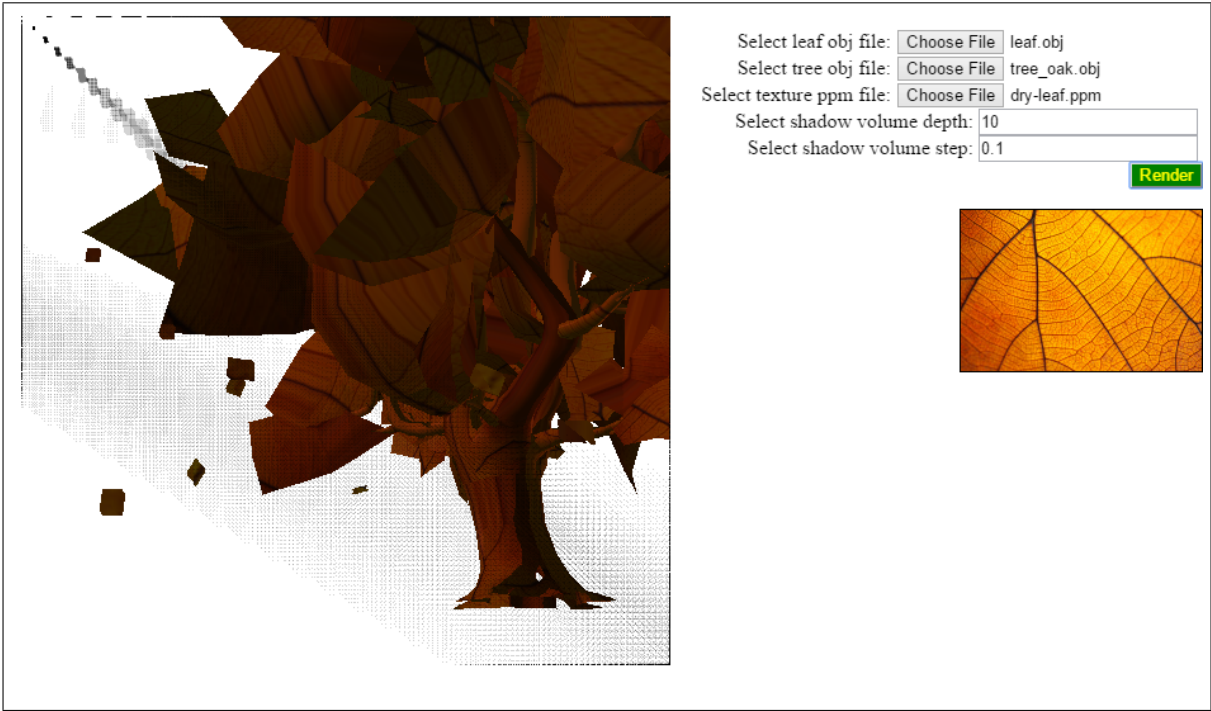 Select leaf obj file: Choose File leaf.obj
Select tree obj file: Choose File tree_oak.obj
Select texture ppm file: Choose File dry-leaf.ppm
Select shadow volume depth: 10
Select shadow volume step: 0.1
Render